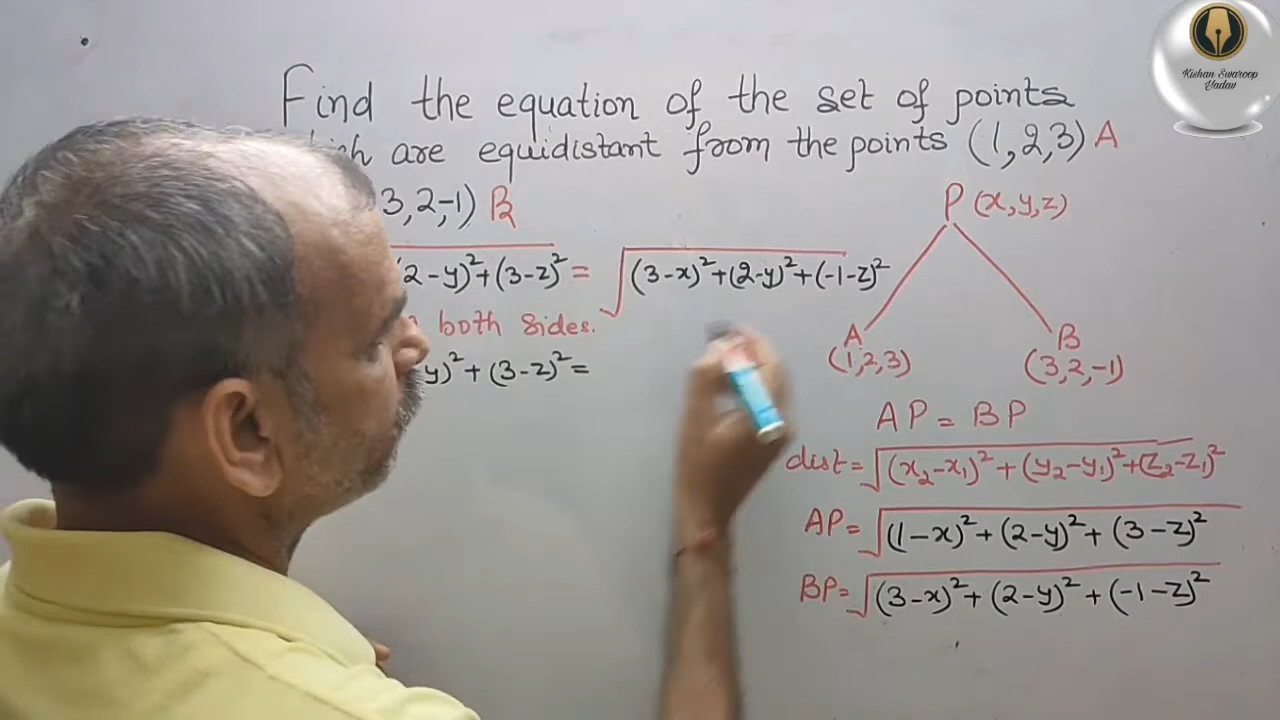 Find the equation of the set of points
are equidistant from the points (1,2,3) A
3,2,-1) B
P (x,y,z)
(2-y)²+(3-z)² = √(3-x)²+(2-y)²+(-1-z)²
both sides.
y)²+(3-z)² =
A
(1,2,3)
B
(3,2,-1)
AP = BP
dist = √(x₂-x₁)²+(y₂-y₁)²+(z₂-z₁)²
AP = √(1-x)²+(2-y)²+(3-z)²
BP = √(3-x)²+(2-y)²+(-1-z)²
Kishan Swaroop
Yadav